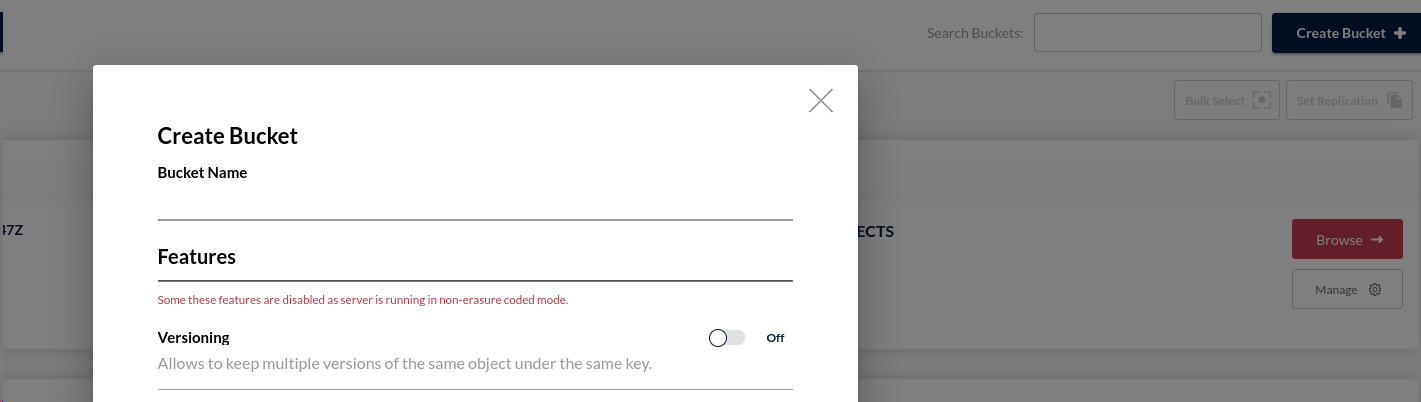 Search Buckets:
Create Bucket
Bulk Select
Set Replication
Create Bucket
Bucket Name
Features
Some these features are disabled as server is running in non-erasure coded mode.
Versioning
Off
Allows to keep multiple versions of the same object under the same key.
47Z
ECTS
Browse
Manage